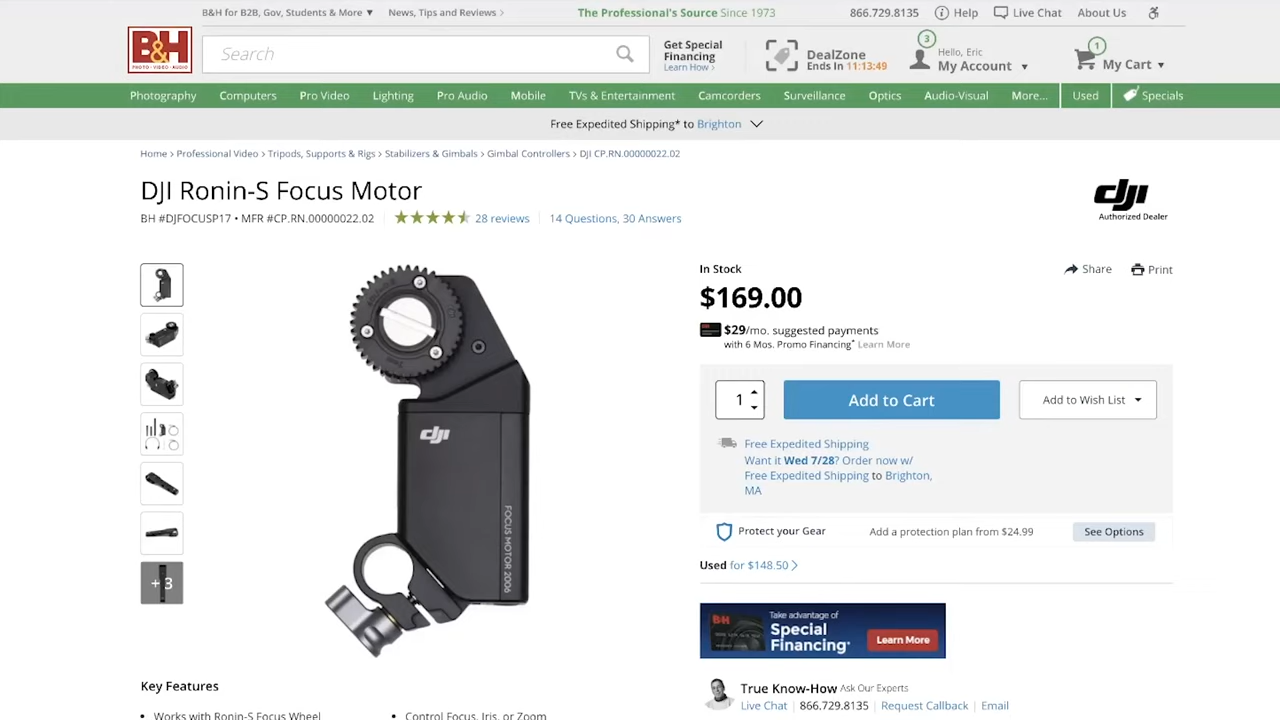 B&H for B2B, Gov, Students & More ▼ News, Tips and Reviews > The Professional's Source Since 1973 866.729.8135 Help Live Chat About Us
B&H
PHOTO • VIDEO • AUDIO
Search
Get Special
Financing
Learn How >
DealZone
Ends In 11:13:49
3
Hello, Eric
My Account ▼
1
My Cart ▼
Photography Computers Pro Video Lighting Pro Audio Mobile TVs & Entertainment Camcorders Surveillance Optics Audio-Visual More... Used Specials
Free Expedited Shipping* to Brighton
Home > Professional Video > Tripods, Supports & Rigs > Stabilizers & Gimbals > Gimbal Controllers > DJI CP.RN.00000022.02
DJI Ronin-S Focus Motor
BH #DJFOCUSP17 • MFR #CP.RN.00000022.02 28 reviews 14 Questions, 30 Answers
dji
Authorized Dealer
dji
FOCUS MOTOR 2006
+ 3
In Stock
Share Print
$169.00
$29/mo. suggested payments
with 6 Mos. Promo Financing* Learn More
1 Add to Cart Add to Wish List
Free Expedited Shipping
Want it Wed 7/28? Order now w/
Free Expedited Shipping to Brighton,
MA
Protect your Gear Add a protection plan from $24.99 See Options
Used for $148.50 >
B&H
Take advantage of
Special
Financing*
Learn More
Key Features
• Works with Ronin-S Focus Wheel • Control Focus, Iris, or Zoom
True Know-How Ask Our Experts
Live Chat | 866.729.8135 | Request Callback | Email